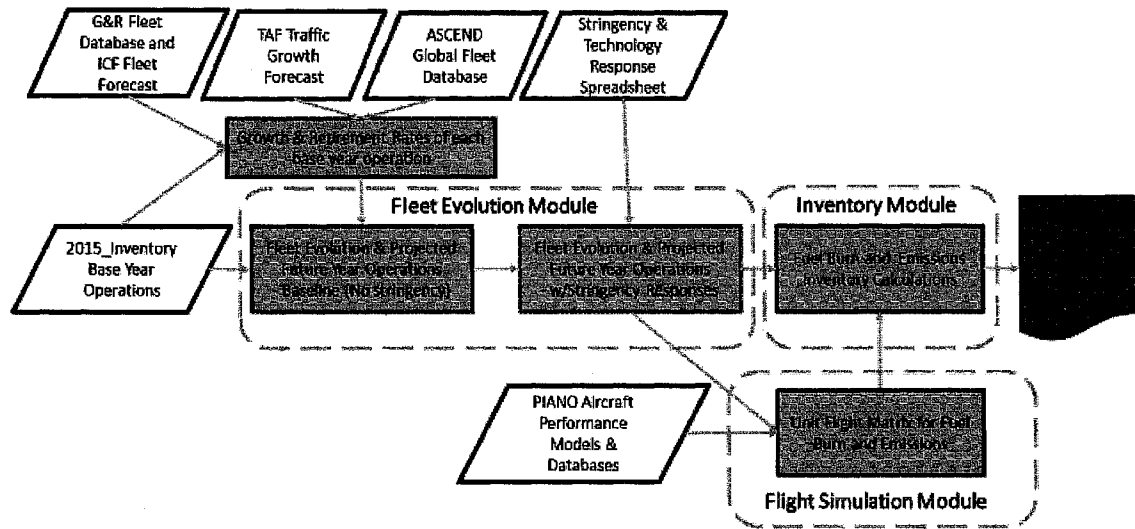 G&R Fleet
Database and
ICF Fleet
Forecast
TAF Traffic
Growth
Forecast
ASCEND
Global Fleet
Database
Stringency &
Technology
Response
Spreadsheet
Growth & Retirement Rates of each
base year operation
Fleet Evolution Module
Inventory Module
2015_Inventory
Base Year
Operations
Fleet Evolution & Projected
Future Year Operations
Baseline (No Stringency)
Fleet Evolution & Projected
Future Year Operations
w/Stringency Responses
Fuel Burn and Emissions
Inventory Calculations
PIANO Aircraft
Performance
Models &
Databases
Unit Flight Matrix for Fuel
Burn and Emissions
Flight Simulation Module